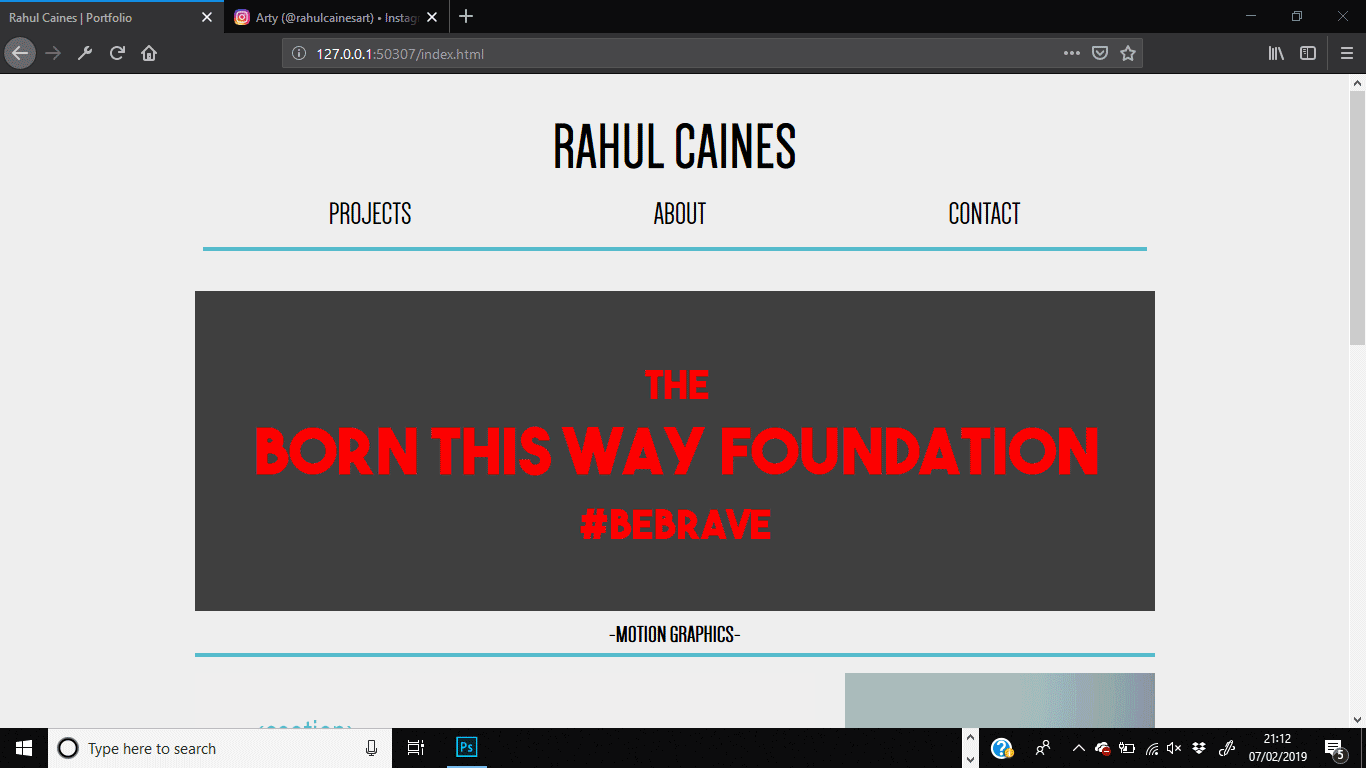 Rahul Caines | Portfolio
Arty (@rahulcainesart) • Instag
127.0.0.1:50307/index.html
RAHUL CAINES
PROJECTS ABOUT CONTACT
THE
BORN THIS WAY FOUNDATION
#BEBRAVE
-MOTION GRAPHICS-
<section>
Type here to search
Ps
21:12
07/02/2019
5